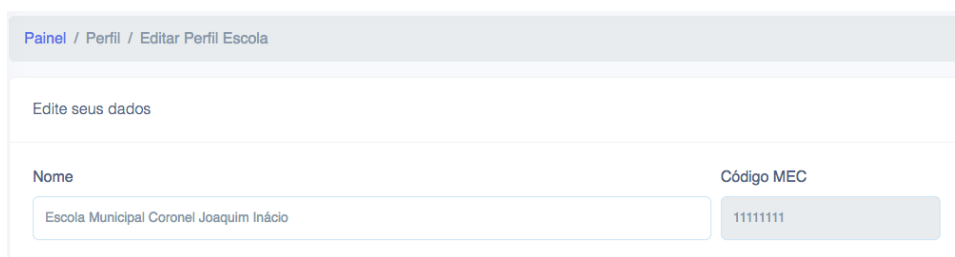 Painel / Perfil / Editar Perfil Escola
Edite seus dados
Nome
Código MEC
Escola Municipal Coronel Joaquim Inácio
11111111